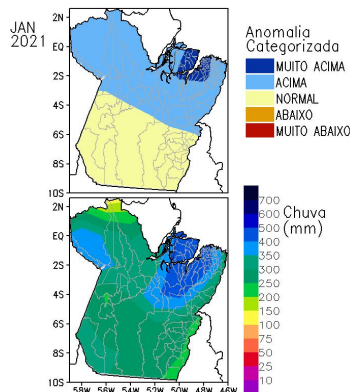 JAN
2021
2N
EQ
2S
4S
6S
8S
10S
Anomalia
Categorizada
MUITO ACIMA
ACIMA
NORMAL
ABAIXO
MUITO ABAIXO
2N
EQ
2S
4S
6S
8S
10S
58W 56W 54W 52W 50W 48W 46W
Chuva
(mm)
700
600
500
400
350
300
250
200
150
100
75
50
25
10